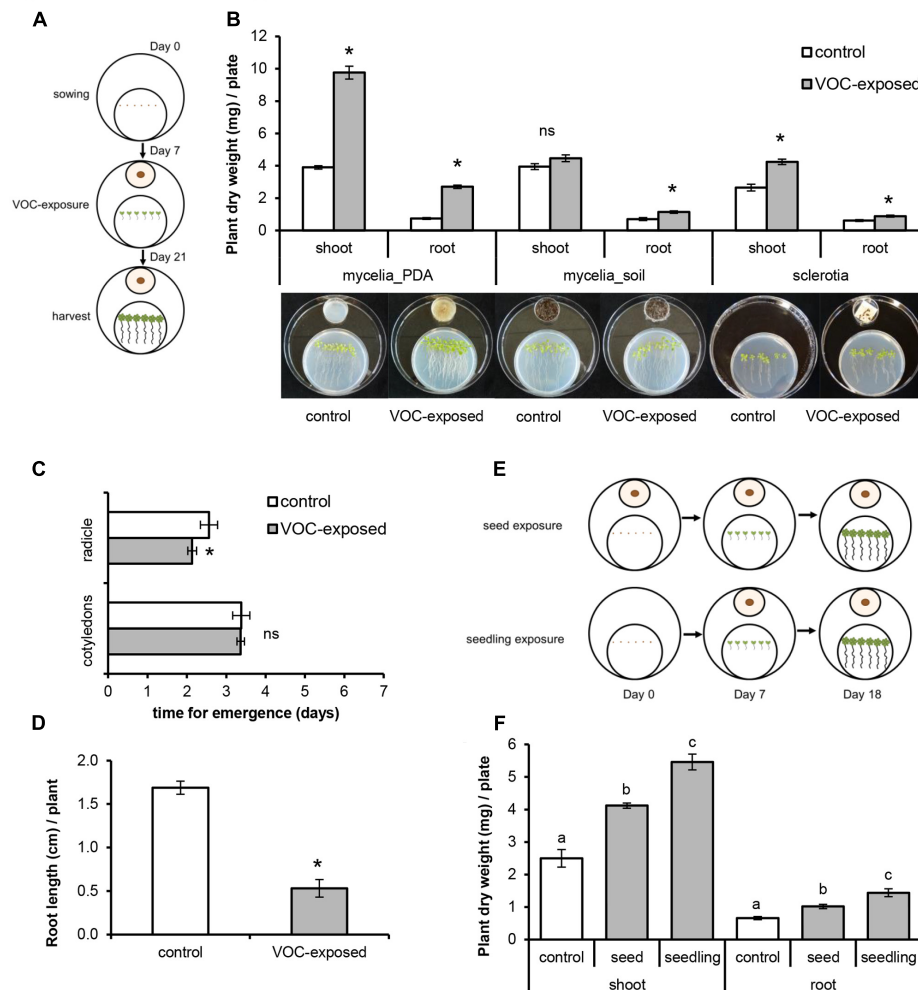 A
Day 0
sowing
Day 7
VOC-exposure
Day 21
harvest
B
Plant dry weight (mg) / plate
12
10
8
6
4
2
0
* * ns * * *
control
VOC-exposed
shoot root shoot root shoot root
mycelia_PDA mycelia_soil sclerotia
control VOC-exposed control VOC-exposed control VOC-exposed
C
control
VOC-exposed
radicle
*
cotyledons
ns
0 1 2 3 4 5 6 7
time for emergence (days)
D
Root length (cm) / plant
2.0
1.5
1.0
0.5
0.0
*
control VOC-exposed
E
seed exposure
seedling exposure
Day 0 Day 7 Day 18
F
Plant dry weight (mg) / plate
6
5
4
3
2
1
0
a b c a b c
control seed seedling control seed seedling
shoot root